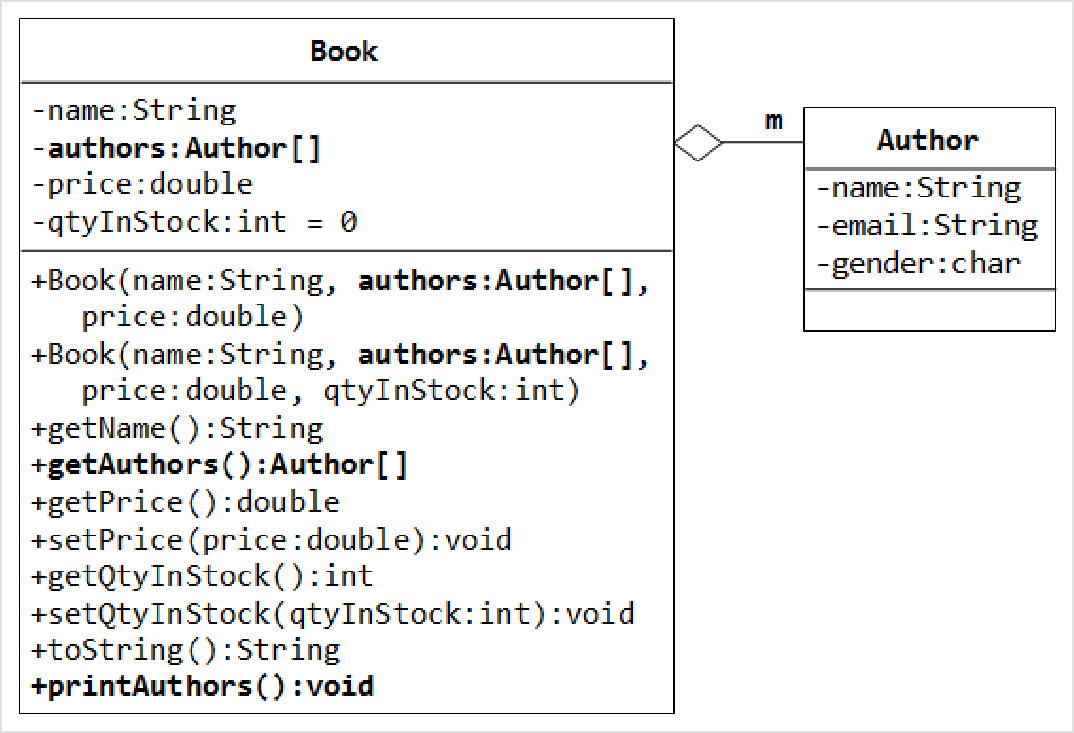 Book
-name:String
-authors:Author[]
-price:double
-qtyInStock:int = 0
+Book(name:String, authors:Author[],
price:double)
+Book(name:String, authors:Author[],
price:double, qtyInStock:int)
+getName():String
+getAuthors():Author[]
+getPrice():double
+setPrice(price:double):void
+getQtyInStock():int
+setQtyInStock(qtyInStock:int):void
+toString():String
+printAuthors():void
m
Author
-name:String
-email:String
-gender:char